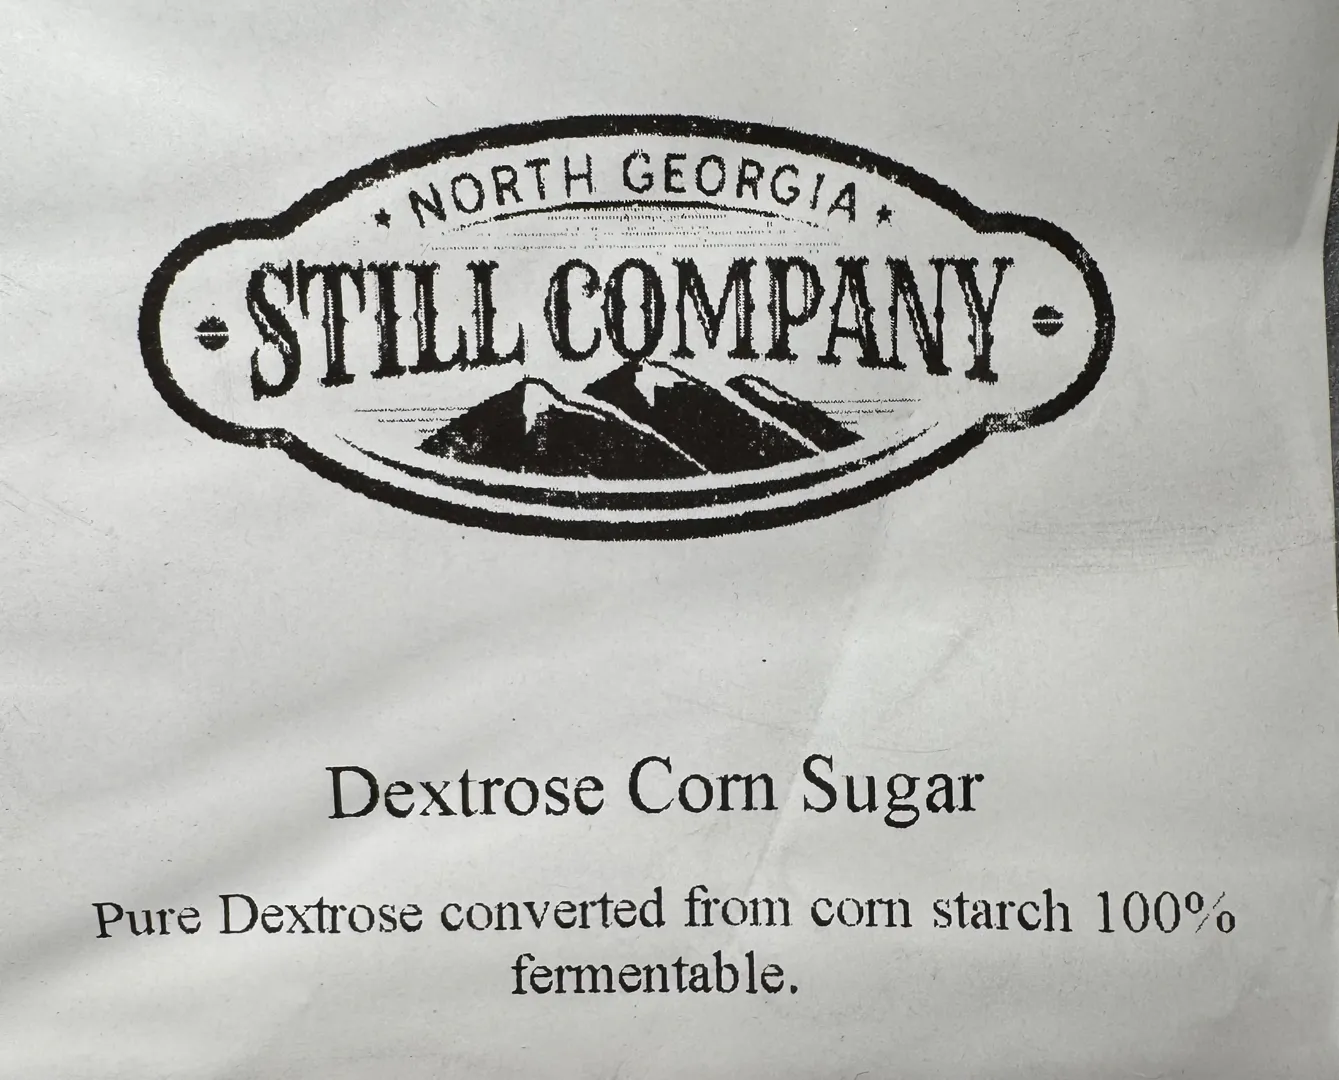 NORTH GEORGIA
STILL COMPANY
Dextrose Corn Sugar
Pure Dextrose converted from corn starch 100%
fermentable.